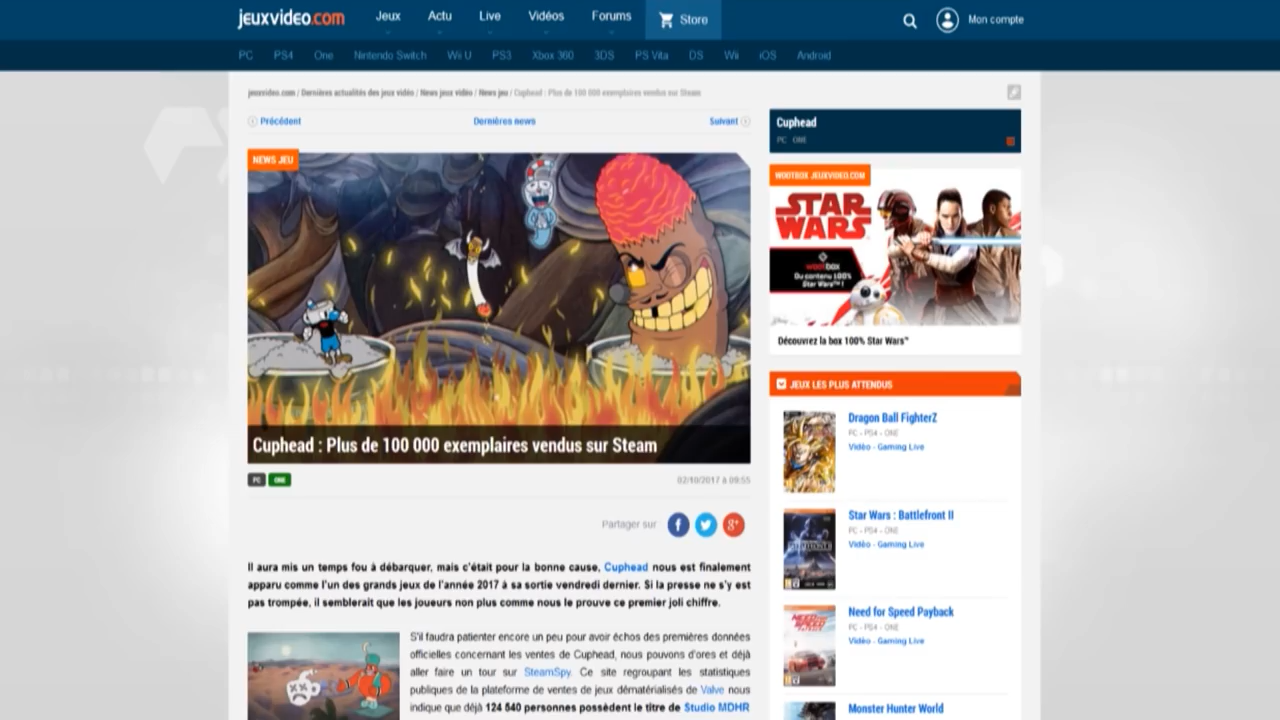 jeuxvideo.com
Jeux Actu Live Vidéos Forums Store
Mon compte
PC PS4 One Nintendo Switch Wii U PS3 Xbox 360 3DS PS Vita DS Wii iOS Android
jeuxvideo.com / Dernières actualités des jeux vidéo / News jeux vidéo / News jeu / Cuphead : Plus de 100 000 exemplaires vendus sur Steam
Précédent Dernières news Suivant
NEWS JEU
Cuphead : Plus de 100 000 exemplaires vendus sur Steam
PC ONE 02/10/2017 à 09:55
Partager sur
Il aura mis un temps fou à débarquer, mais c'était pour la bonne cause, Cuphead nous est finalement
apparu comme l'un des grands jeux de l'année 2017 à sa sortie vendredi dernier. Si la presse ne s'y est
pas trompée, il semblerait que les joueurs non plus comme nous le prouve ce premier joli chiffre.
S'il faudra patienter encore un peu pour avoir échos des premières données
officielles concernant les ventes de Cuphead, nous pouvons d'ores et déjà
aller faire un tour sur SteamSpy. Ce site regroupant les statistiques
publiques de la plateforme de ventes de jeux dématérialisés de Valve nous
indique que déjà 124 540 personnes possèdent le titre de Studio MDHR
Cuphead
PC ONE
WOOTBOX JEUXVIDEO.COM
STAR
WARS
wootbox
Du contenu 100%
Star Wars™ !
Découvrez la box 100% Star Wars™
JEUX LES PLUS ATTENDUS
Dragon Ball FighterZ
PC - PS4 - ONE
Vidéo - Gaming Live
Star Wars : Battlefront II
PC - PS4 - ONE
Vidéo - Gaming Live
Need for Speed Payback
PC - PS4 - ONE
Vidéo - Gaming Live
Monster Hunter World